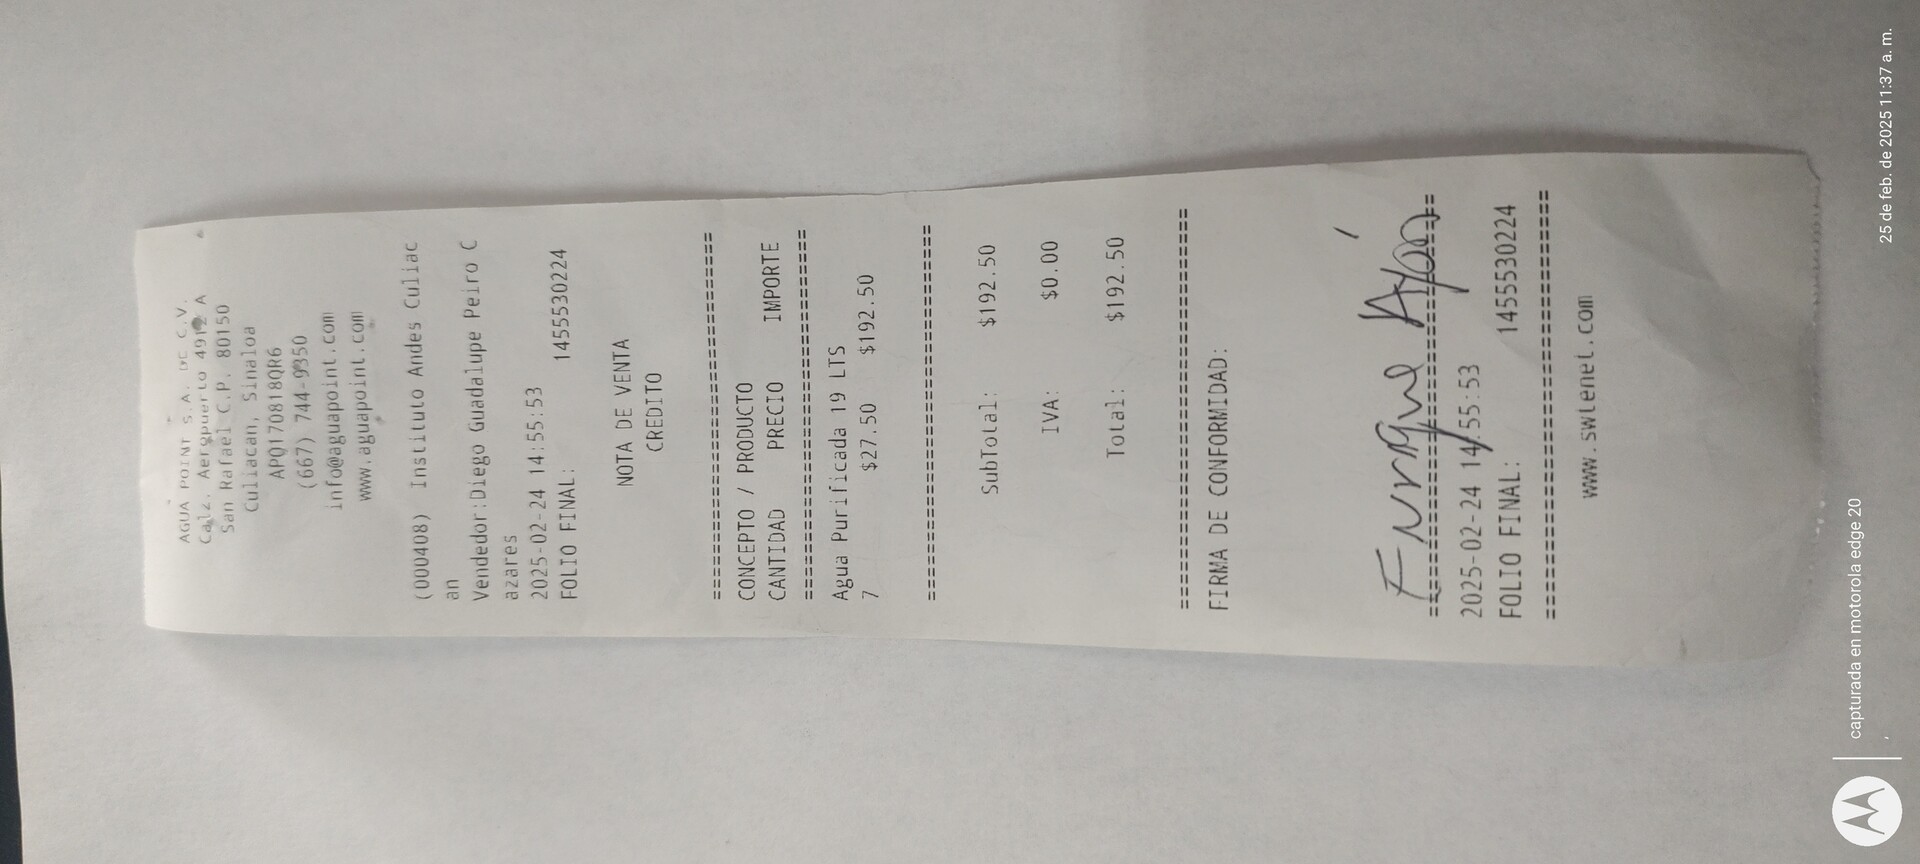 AGUA POINT S.A. DE C.V.
Calz. Aeropuerto 4912 A
San Rafael C.P. 80150
Culiacan, Sinaloa
APO170818QR6
(667) 744-9350
info@aguapoint.com
www.aguapoint.com
(000408) Instituto Andes Culiac
an
Vendedor:Diego Guadalupe Peiro C
azares
2025-02-24 14:55:53
FOLIO FINAL: 1455530224
NOTA DE VENTA
CREDITO
================================
CONCEPTO / PRODUCTO
CANTIDAD PRECIO IMPORTE
================================
Agua Purificada 19 LTS
7 $27.50 $192.50
================================
SubTotal: $192.50
IVA: $0.00
Total: $192.50
================================
FIRMA DE CONFORMIDAD:
Enrique Ayón
================================
2025-02-24 14:55:53
FOLIO FINAL: 1455530224
================================
www.swtenet.com
capturada en motorola edge 20
25 de feb. de 2025 11:37 a. m.